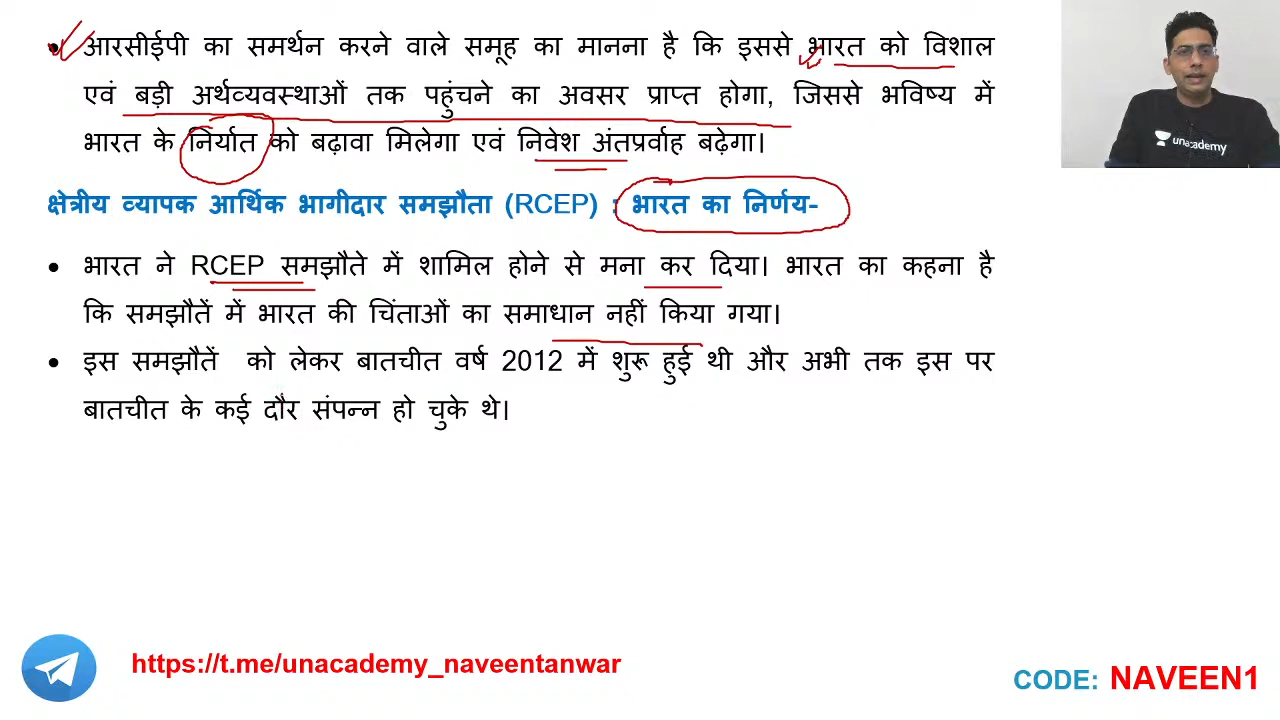 आरसीईपी का समर्थन करने वाले समूह का मानना है कि इससे भारत को विशाल
एवं बड़ी अर्थव्यवस्थाओं तक पहुंचने का अवसर प्राप्त होगा, जिससे भविष्य में
भारत के निर्यात को बढ़ावा मिलेगा एवं निवेश अंतप्रर्वाह बढ़ेगा।
क्षेत्रीय व्यापक आर्थिक भागीदार समझौता (RCEP) : भारत का निर्णय-
• भारत ने RCEP समझौते में शामिल होने से मना कर दिया। भारत का कहना है
कि समझौतें में भारत की चिंताओं का समाधान नहीं किया गया।
• इस समझौतें को लेकर बातचीत वर्ष 2012 में शुरू हुई थी और अभी तक इस पर
बातचीत के कई दौर संपन्न हो चुके थे।
unacademy
https://t.me/unacademy_naveentanwar
CODE: NAVEEN1